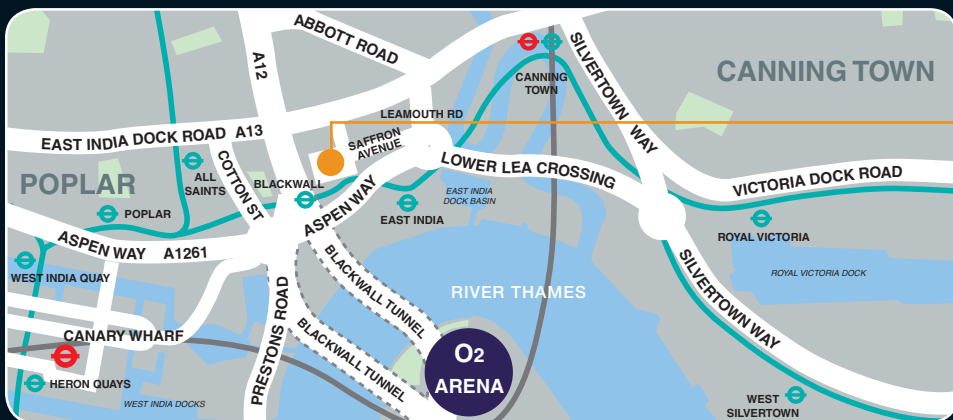 ABBOTT ROAD
A12
SILVERTOWN WAY
CANNING
TOWN
CANNING TOWN
LEAMOUTH RD
EAST INDIA DOCK ROAD A13
SAFFRON
AVENUE
COTTON ST
ALL
SAINTS
BLACKWALL
LOWER LEA CROSSING
POPLAR
VICTORIA DOCK ROAD
EAST INDIA
DOCK BASIN
POPLAR
ASPEN WAY
EAST INDIA
ROYAL VICTORIA
ASPEN WAY A1261
WEST INDIA QUAY
ROYAL VICTORIA DOCK
BLACKWALL TUNNEL
RIVER THAMES
SILVERTOWN WAY
PRESTONS ROAD
BLACKWALL TUNNEL
CANARY WHARF
O2
ARENA
HERON QUAYS
WEST INDIA DOCKS
WEST
SILVERTOWN